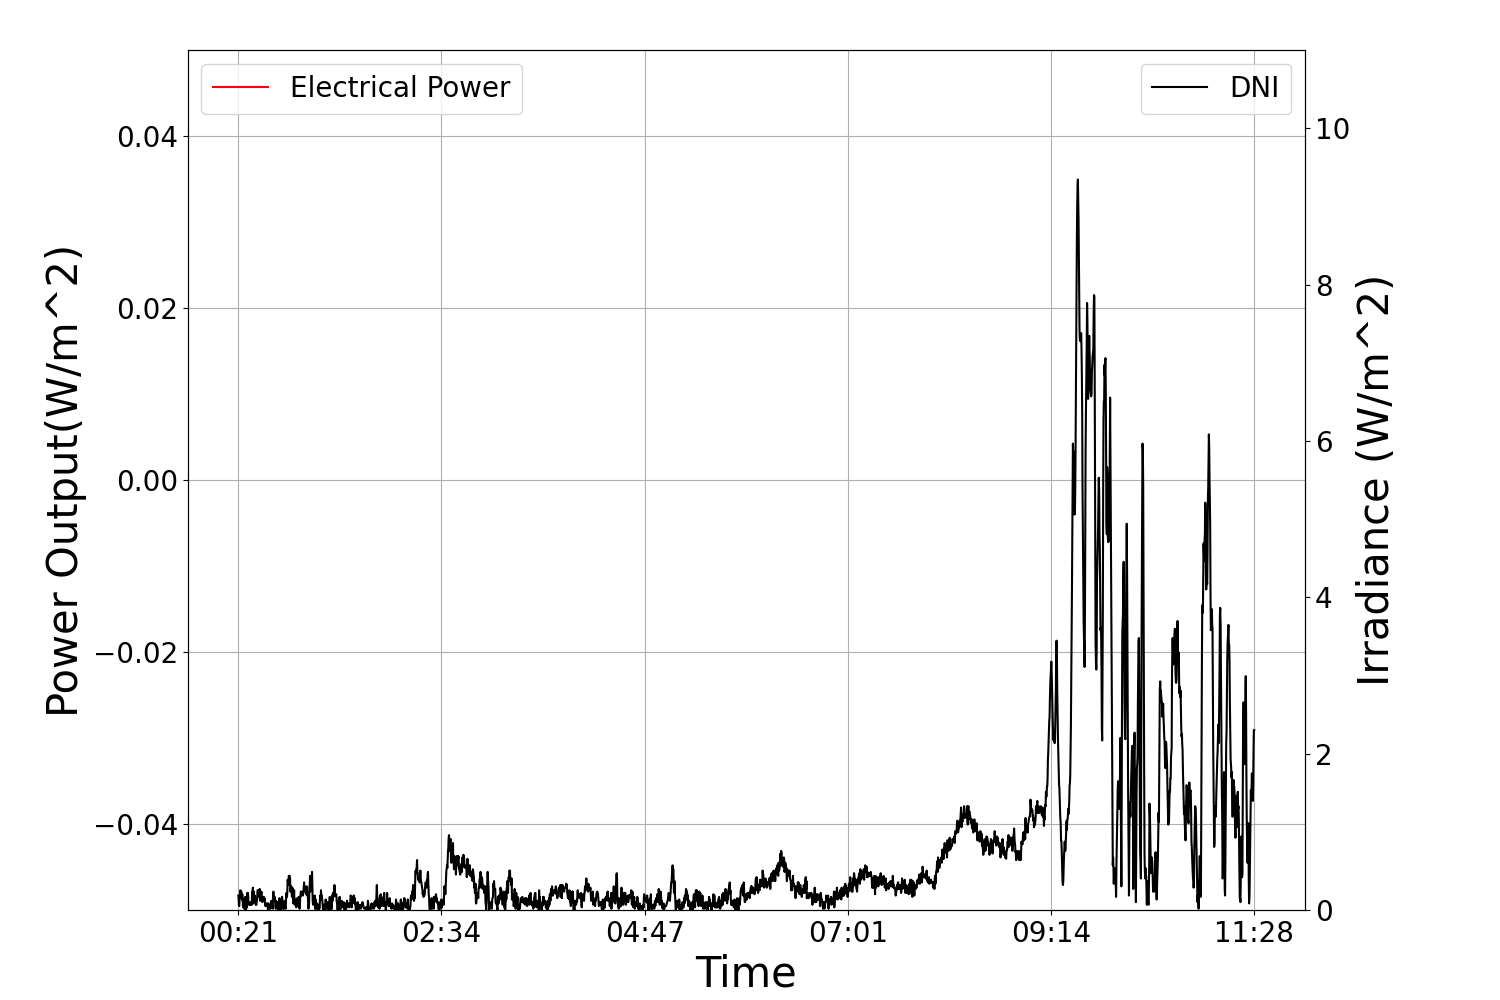 Electrical Power
DNI
Power Output(W/m^2)
0.04
0.02
0.00
−0.02
−0.04
10
8
6
4
2
0
Irradiance (W/m^2)
00:21 02:34 04:47 07:01 09:14 11:28
Time